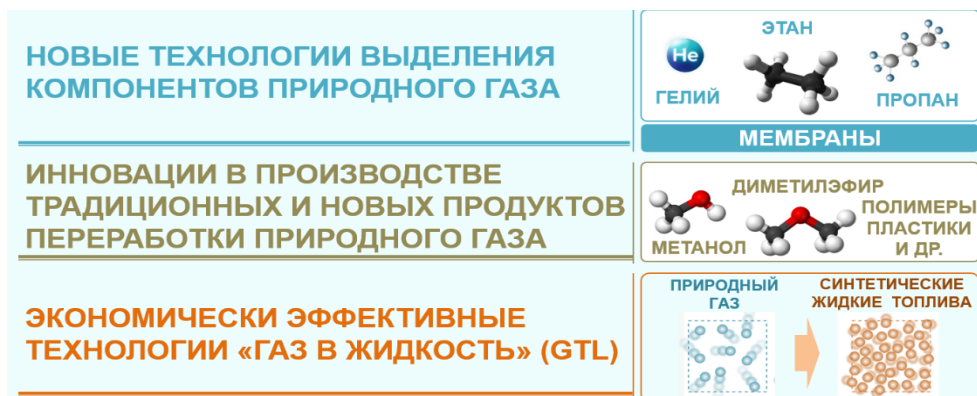 НОВЫЕ ТЕХНОЛОГИИ ВЫДЕЛЕНИЯ
КОМПОНЕНТОВ ПРИРОДНОГО ГАЗА
He
ГЕЛИЙ
ЭТАН
ПРОПАН
МЕМБРАНЫ
ИННОВАЦИИ В ПРОИЗВОДСТВЕ
ТРАДИЦИОННЫХ И НОВЫХ ПРОДУКТОВ
ПЕРЕРАБОТКИ ПРИРОДНОГО ГАЗА
МЕТАНОЛ
ДИМЕТИЛЭФИР
ПОЛИМЕРЫ
ПЛАСТИКИ
И ДР.
ЭКОНОМИЧЕСКИ ЭФФЕКТИВНЫЕ
ТЕХНОЛОГИИ «ГАЗ В ЖИДКОСТЬ» (GTL)
ПРИРОДНЫЙ
ГАЗ
СИНТЕТИЧЕСКИЕ
ЖИДКИЕ ТОПЛИВА